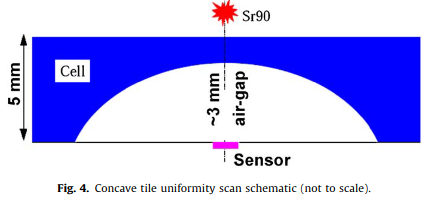 Sr90
Cell
5 mm
~3 mm
air-gap
Sensor
Fig. 4. Concave tile uniformity scan schematic (not to scale).